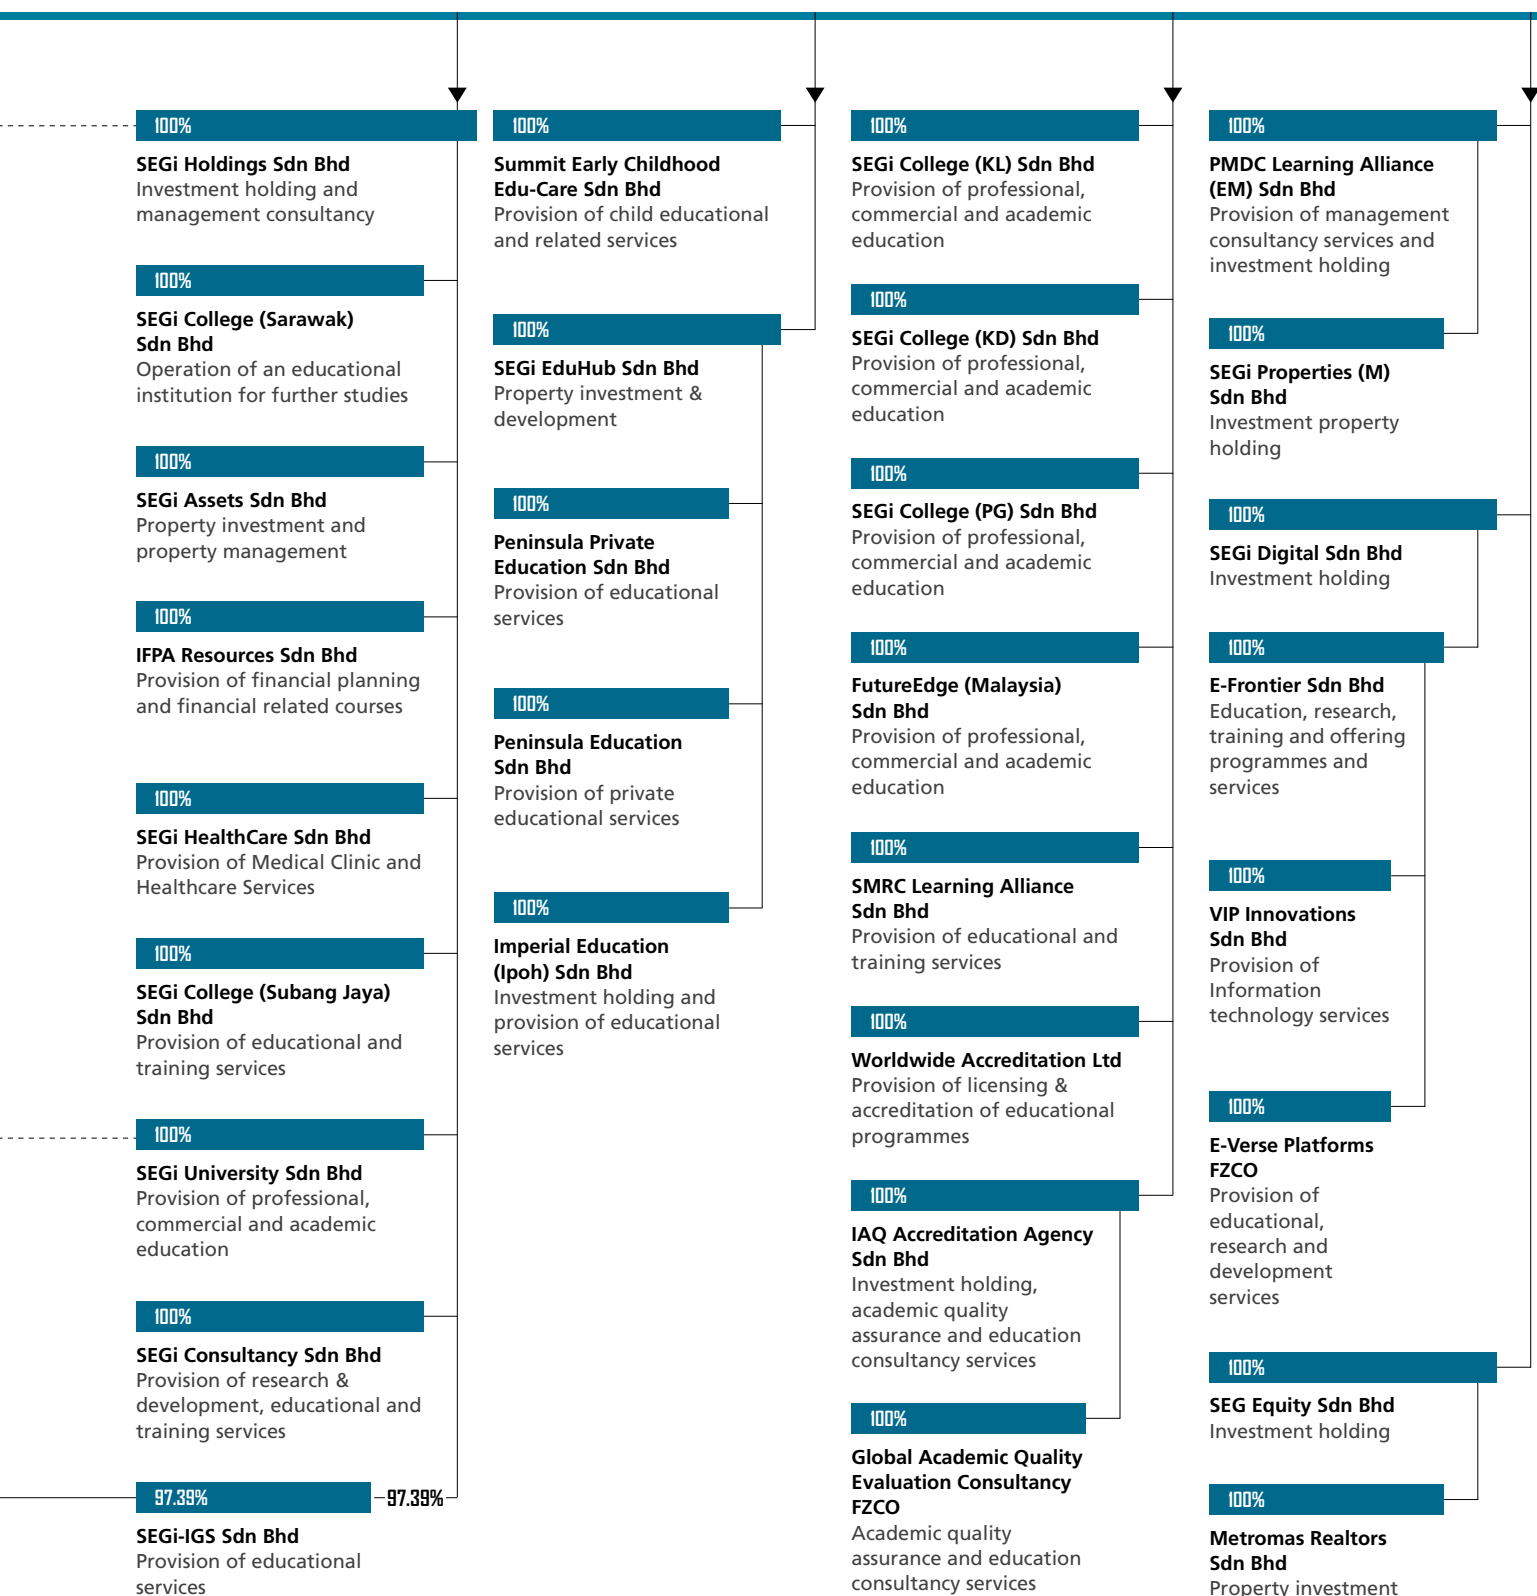 100%
SEGi Holdings Sdn Bhd
Investment holding and
management consultancy
100%
SEGi College (Sarawak)
Sdn Bhd
Operation of an educational
institution for further studies
100%
SEGi Assets Sdn Bhd
Property investment and
property management
100%
IFPA Resources Sdn Bhd
Provision of financial planning
and financial related courses
100%
SEGi HealthCare Sdn Bhd
Provision of Medical Clinic and
Healthcare Services
100%
SEGi College (Subang Jaya)
Sdn Bhd
Provision of educational and
training services
100%
SEGi University Sdn Bhd
Provision of professional,
commercial and academic
education
100%
SEGi Consultancy Sdn Bhd
Provision of research &
development, educational and
training services
97.39%
97.39%
SEGi-IGS Sdn Bhd
Provision of educational
services
100%
Summit Early Childhood
Edu-Care Sdn Bhd
Provision of child educational
and related services
100%
SEGi EduHub Sdn Bhd
Property investment &
development
100%
Peninsula Private
Education Sdn Bhd
Provision of educational
services
100%
Peninsula Education
Sdn Bhd
Provision of private
educational services
100%
Imperial Education
(Ipoh) Sdn Bhd
Investment holding and
provision of educational
services
100%
SEGi College (KL) Sdn Bhd
Provision of professional,
commercial and academic
education
100%
SEGi College (KD) Sdn Bhd
Provision of professional,
commercial and academic
education
100%
SEGi College (PG) Sdn Bhd
Provision of professional,
commercial and academic
education
100%
FutureEdge (Malaysia)
Sdn Bhd
Provision of professional,
commercial and academic
education
100%
SMRC Learning Alliance
Sdn Bhd
Provision of educational and
training services
100%
Worldwide Accreditation Ltd
Provision of licensing &
accreditation of educational
programmes
100%
IAQ Accreditation Agency
Sdn Bhd
Investment holding,
academic quality
assurance and education
consultancy services
100%
Global Academic Quality
Evaluation Consultancy
FZCO
Academic quality
assurance and education
consultancy services
100%
PMDC Learning Alliance
(EM) Sdn Bhd
Provision of management
consultancy services and
investment holding
100%
SEGi Properties (M)
Sdn Bhd
Investment property
holding
100%
SEGi Digital Sdn Bhd
Investment holding
100%
E-Frontier Sdn Bhd
Education, research,
training and offering
programmes and
services
100%
VIP Innovations
Sdn Bhd
Provision of
Information
technology services
100%
E-Verse Platforms
FZCO
Provision of
educational,
research and
development
services
100%
SEG Equity Sdn Bhd
Investment holding
100%
Metromas Realtors
Sdn Bhd
Property investment